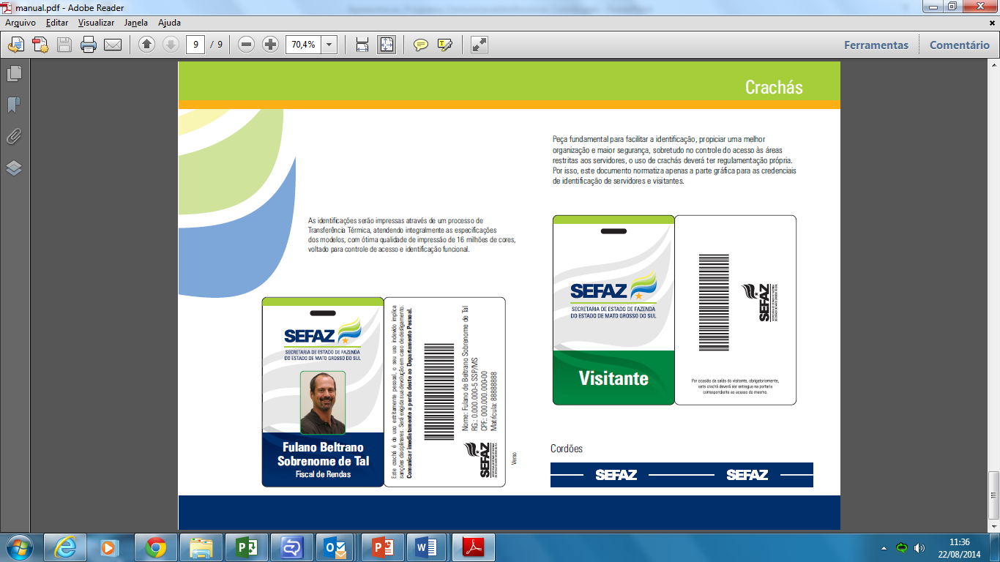 manual.pdf - Adobe Reader
Arquivo Editar Visualizar Janela Ajuda
9 / 9
70,4%
Ferramentas
Comentário
Crachás
Peça fundamental para facilitar a identificação, propiciar uma melhor
organização e maior segurança, sobretudo no controle do acesso às áreas
restritas aos servidores, o uso de crachás deverá ter regulamentação própria.
Por isso, este documento normatiza apenas a parte gráfica para as credenciais
de identificação de servidores e visitantes.
As identificações serão impressas através de um processo de
Transferência Térmica, atendendo integralmente as especificações
dos modelos, com ótima qualidade de impressão de 16 milhões de cores,
voltado para controle de acesso e identificação funcional.
SEFAZ
SECRETARIA DE ESTADO DE FAZENDA
DO ESTADO DE MATO GROSSO DO SUL
Fulano Beltrano
Sobrenome de Tal
Fiscal de Rendas
Este crachá é de uso estritamente pessoal, o seu uso indevido implica
sanções disciplinares. Será exigida sua devolução em caso de desligamento.
Comunicar imediatamente a perda deste ao Departamento Pessoal.
Nome: Fulano de Beltrano Sobrenome de Tal
RG: 0.000.000-5 SSP/MS
CPF: 000.000.000-00
Matrícula: 88888888
SEFAZ
Verso
SEFAZ
SECRETARIA DE ESTADO DE FAZENDA
DO ESTADO DE MATO GROSSO DO SUL
Visitante
SEFAZ
Por ocasião da saída do visitante, obrigatoriamente,
este crachá deverá ser entregue na portaria
correspondente ao acesso do mesmo.
Cordões
SEFAZ SEFAZ
11:36
22/08/2014